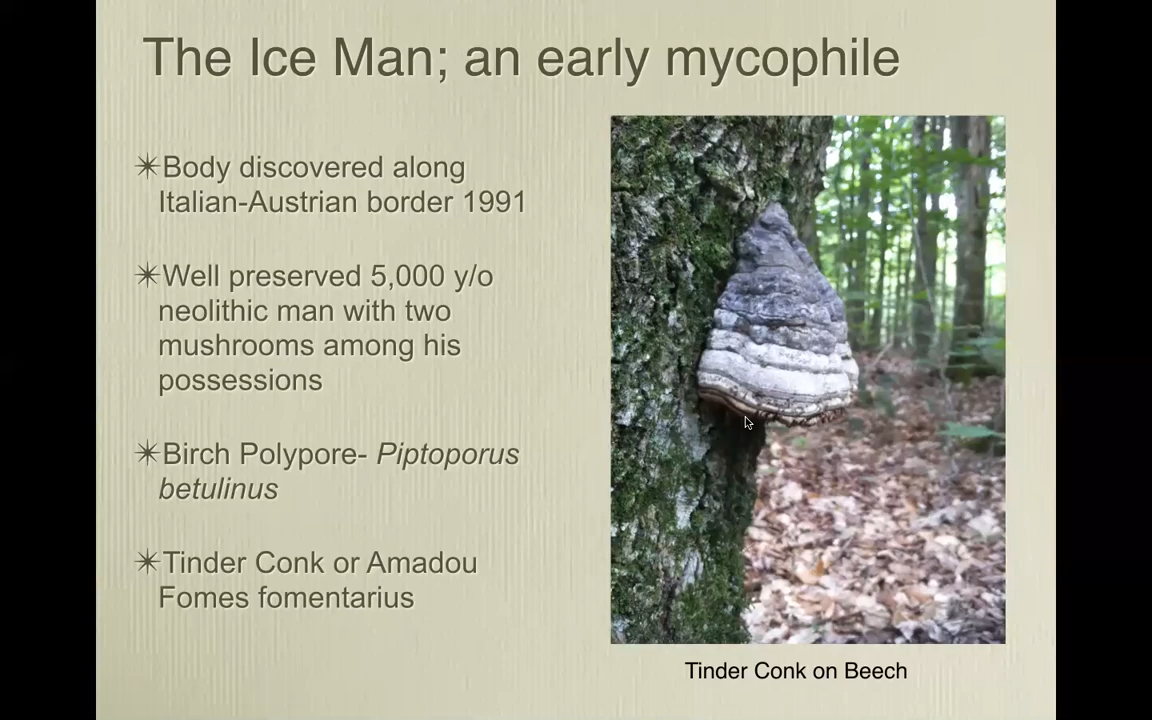 The Ice Man; an early mycophile
✴Body discovered along
Italian-Austrian border 1991
✴Well preserved 5,000 y/o
neolithic man with two
mushrooms among his
possessions
✴Birch Polypore- Piptoporus
betulinus
✴Tinder Conk or Amadou
Fomes fomentarius
Tinder Conk on Beech